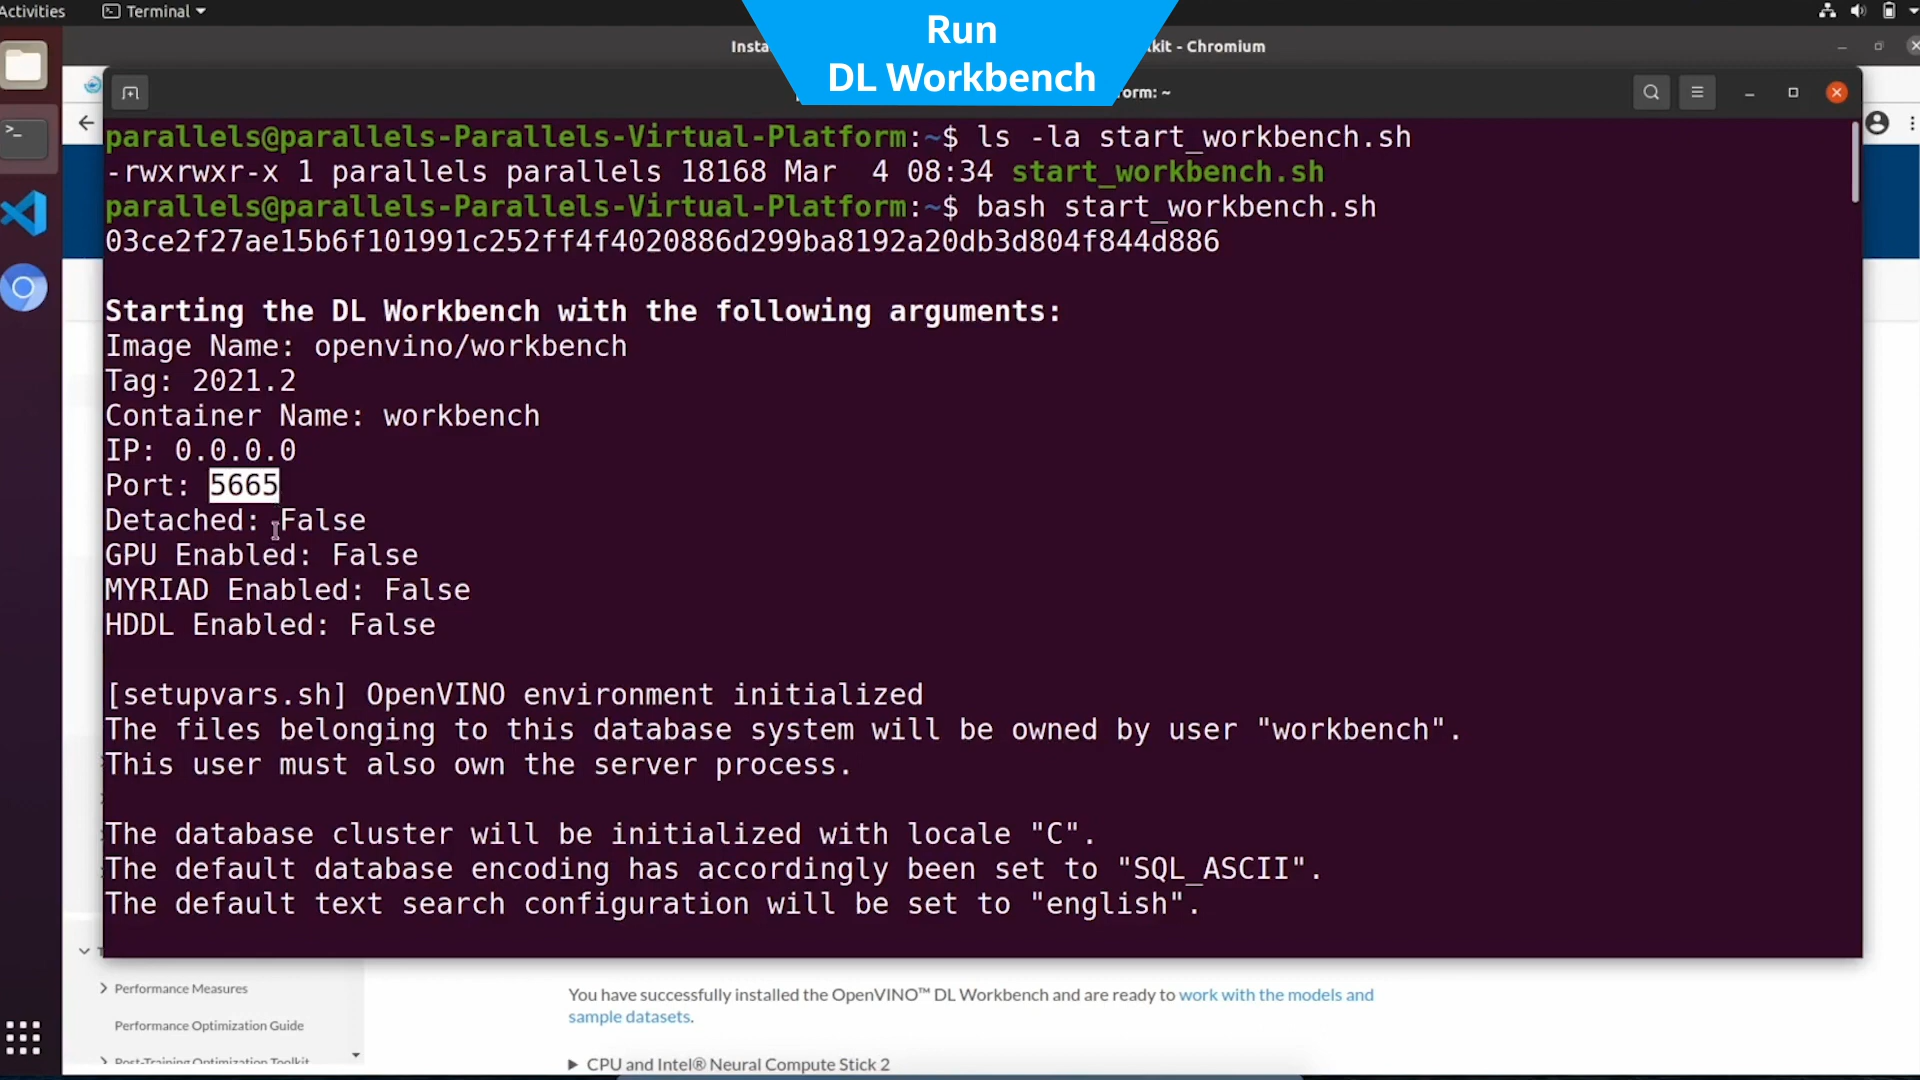 Activities
Terminal
Run
DL Workbench
Insta
kit - Chromium
orm: ~
parallels@parallels-Parallels-Virtual-Platform:~$ ls -la start_workbench.sh
-rwxrwxr-x 1 parallels parallels 18168 Mar  4 08:34 start_workbench.sh
parallels@parallels-Parallels-Virtual-Platform:~$ bash start_workbench.sh
03ce2f27ae15b6f101991c252ff4f4020886d299ba8192a20db3d804f844d886
Starting the DL Workbench with the following arguments:
Image Name: openvino/workbench
Tag: 2021.2
Container Name: workbench
IP: 0.0.0.0
Port: 5665
Detached: False
GPU Enabled: False
MYRIAD Enabled: False
HDDL Enabled: False
[setupvars.sh] OpenVINO environment initialized
The files belonging to this database system will be owned by user "workbench".
This user must also own the server process.
The database cluster will be initialized with locale "C".
The default database encoding has accordingly been set to "SQL_ASCII".
The default text search configuration will be set to "english".
Performance Measures
Performance Optimization Guide
Post-Training Optimization Toolkit
You have successfully installed the OpenVINO™ DL Workbench and are ready to work with the models and
sample datasets.
CPU and Intel® Neural Compute Stick 2